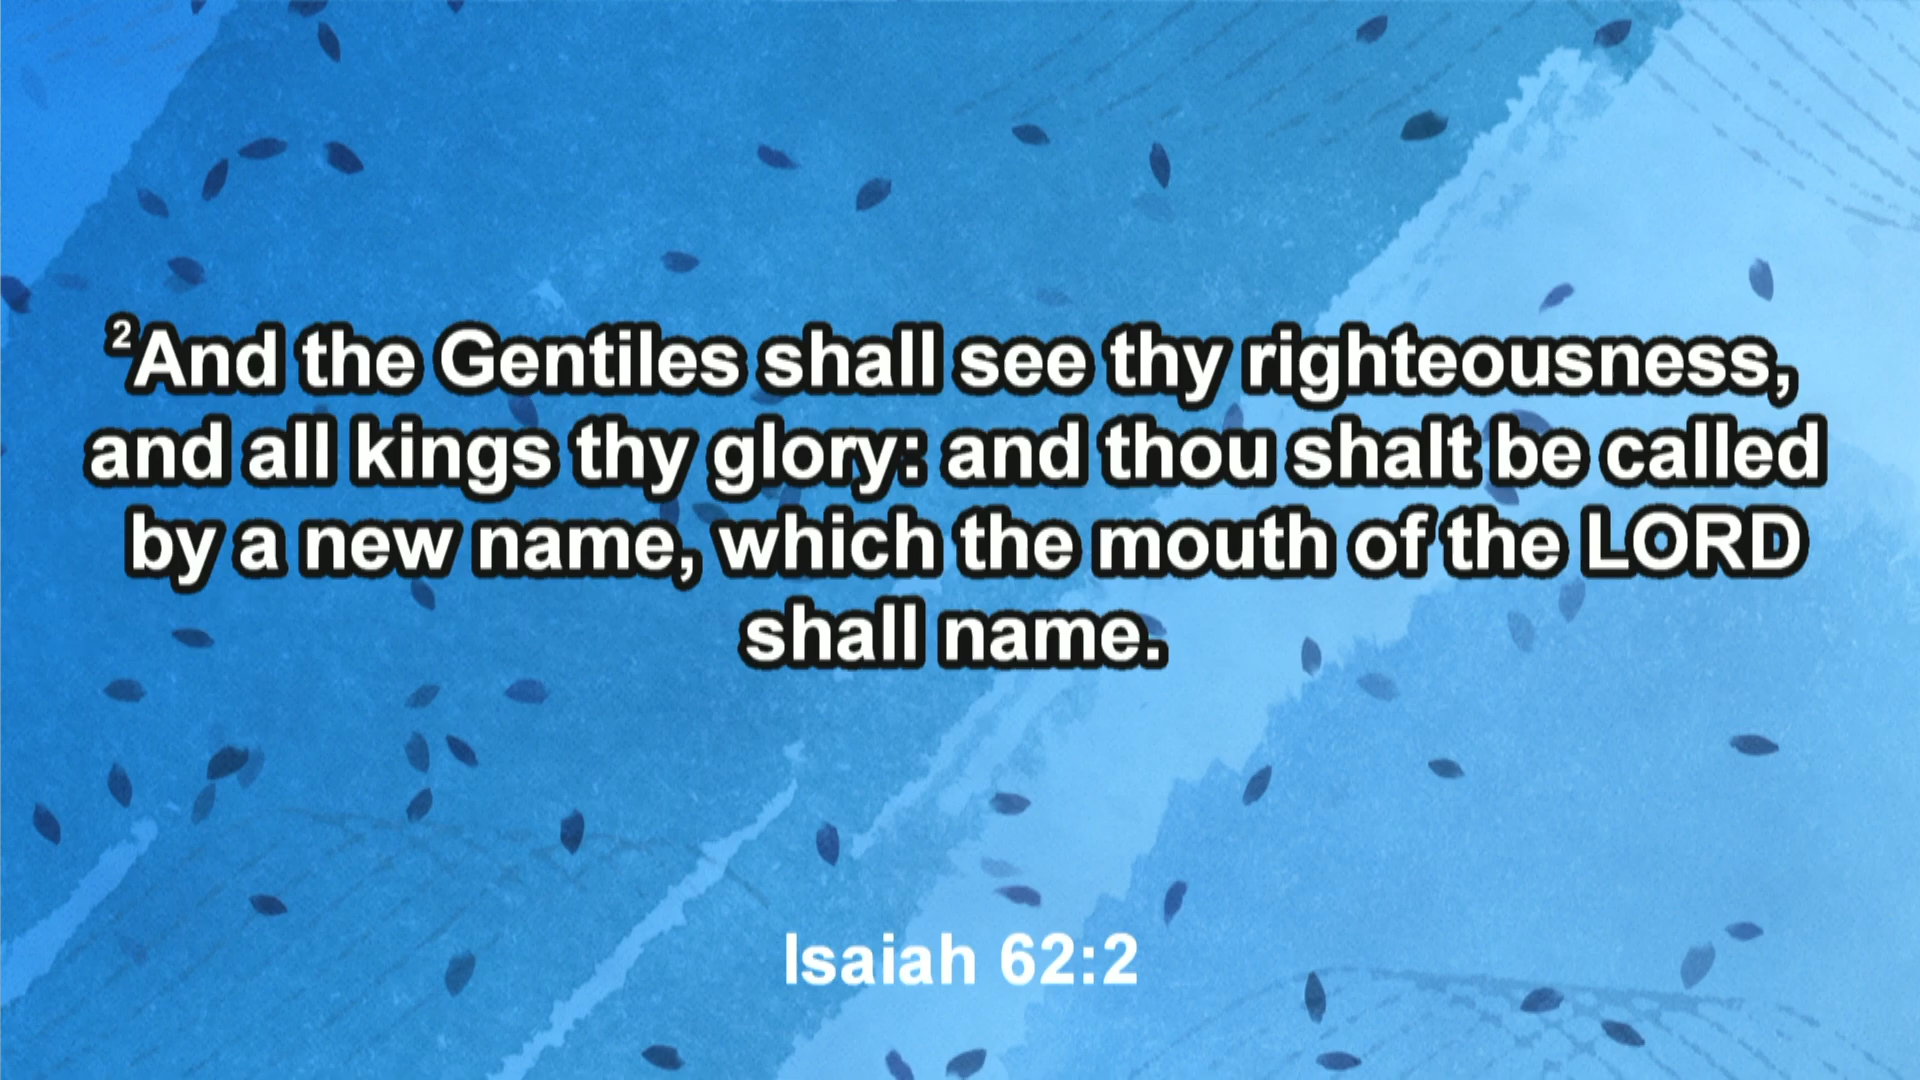 ²And the Gentiles shall see thy righteousness,
and all kings thy glory: and thou shalt be called
by a new name, which the mouth of the LORD
shall name.
Isaiah 62:2